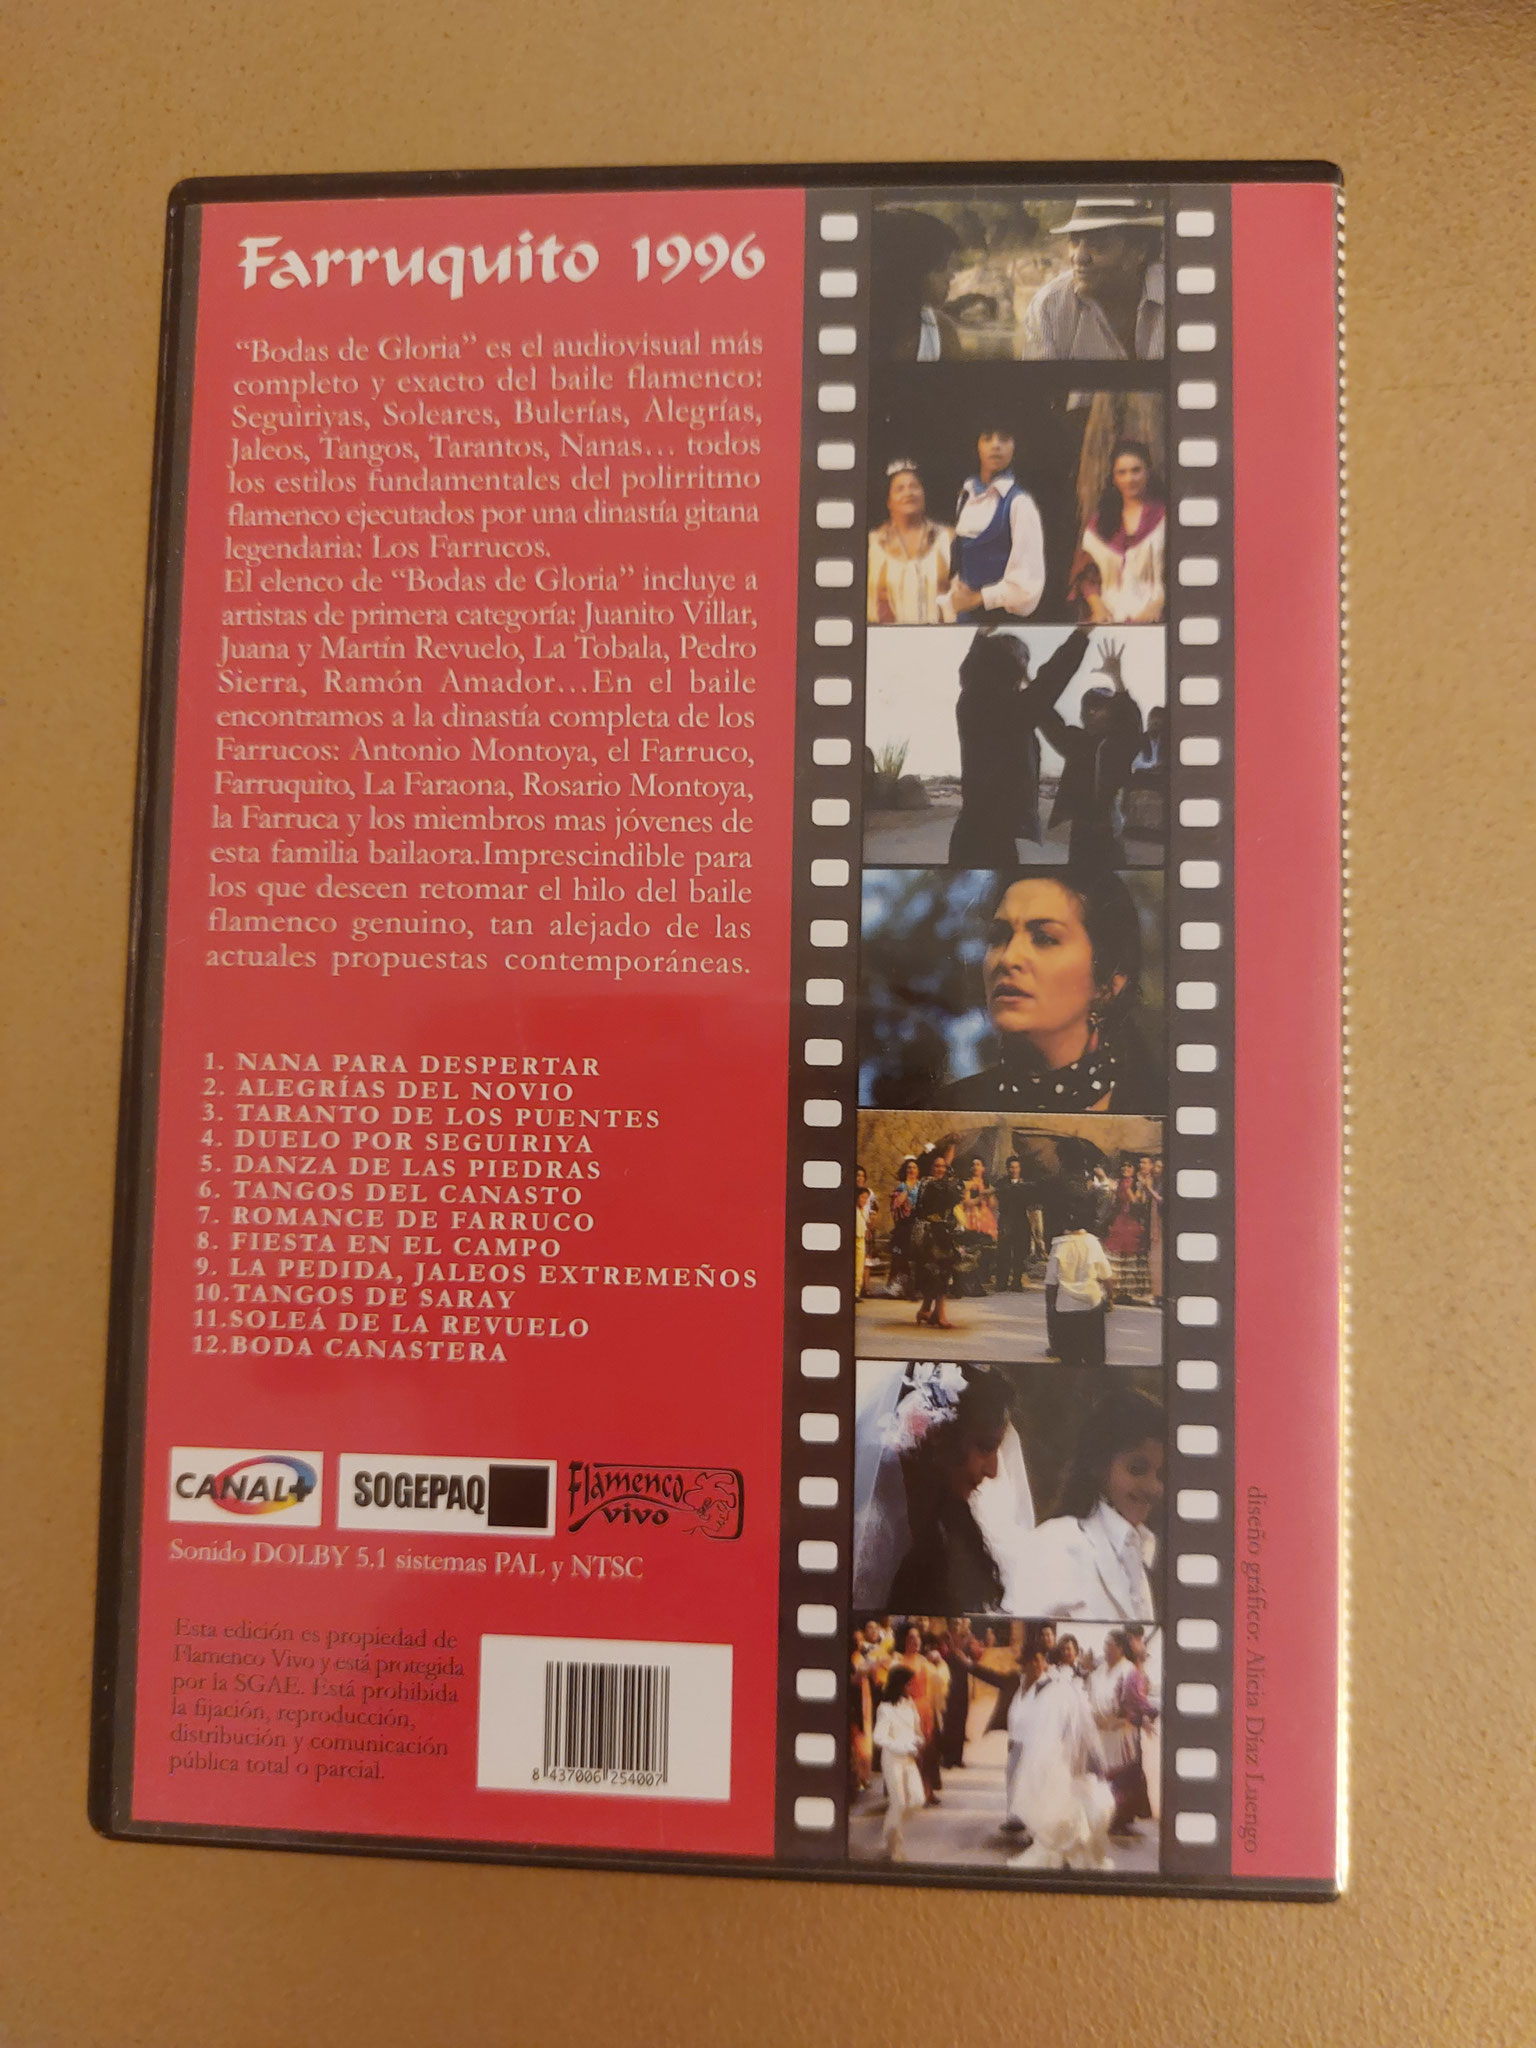 Farruquito 1996
“Bodas de Gloria” es el audiovisual más
completo y exacto del baile flamenco:
Seguiriyas, Soleares, Bulerías, Alegrías,
Jaleos, Tangos, Tarantos, Nanas... todos
los estilos fundamentales del polirritmo
flamenco ejecutados por una dinastía gitana
legendaria: Los Farrucos.
El elenco de “Bodas de Gloria” incluye a
artistas de primera categoría: Juanito Villar,
Juana y Martín Revuelo, La Tobala, Pedro
Sierra, Ramón Amador...En el baile
encontramos a la dinastía completa de los
Farrucos: Antonio Montoya, el Farruco,
Farruquito, La Faraona, Rosario Montoya,
la Farruca y los miembros mas jóvenes de
esta familia bailaora.Imprescindible para
los que deseen retomar el hilo del baile
flamenco genuino, tan alejado de las
actuales propuestas contemporáneas.
1. NANA PARA DESPERTAR
2. ALEGRÍAS DEL NOVIO
3. TARANTO DE LOS PUENTES
4. DUELO POR SEGUIRIYA
5. DANZA DE LAS PIEDRAS
6. TANGOS DEL CANASTO
7. ROMANCE DE FARRUCO
8. FIESTA EN EL CAMPO
9. LA PEDIDA, JALEOS EXTREMEÑOS
10.TANGOS DE SARAY
11.SOLEÁ DE LA REVUELO
12.BODA CANASTERA
CANAL+
SOGEPAQ
Flamenco
vivo
Sonido DOLBY 5.1 sistemas PAL y NTSC
Esta edición es propiedad de
Flamenco Vivo y está protegida
por la SGAE. Está prohibida
la fijación, reproducción,
distribución y comunicación
pública total o parcial.
8 437006 254007
diseño gráfico: Alicia Díaz Luengo